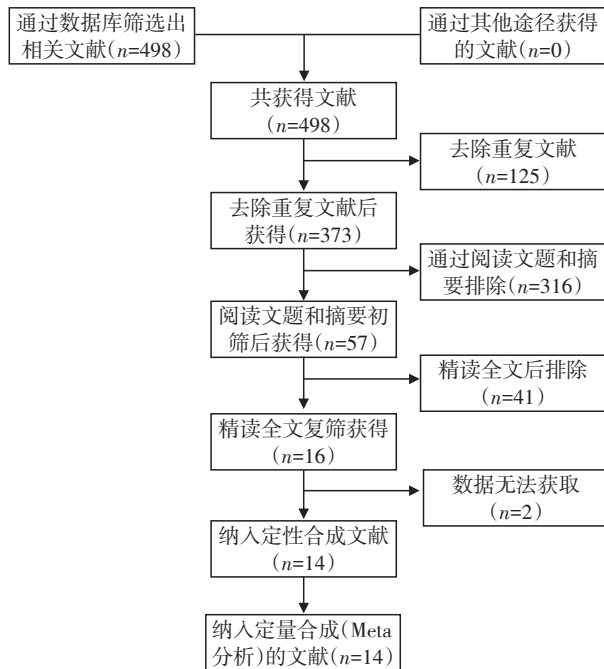 通过数据库筛选出
相关文献(n=498)
通过其他途径获得
的文献(n=0)
共获得文献
(n=498)
去除重复文献
(n=125)
去除重复文献后
获得(n=373)
通过阅读文题和摘
要排除(n=316)
阅读文题和摘要初
筛后获得(n=57)
精读全文后排除
(n=41)
精读全文复筛获得
(n=16)
数据无法获取
(n=2)
纳入定性合成文献
(n=14)
纳入定量合成(Meta
分析)的文献(n=14)